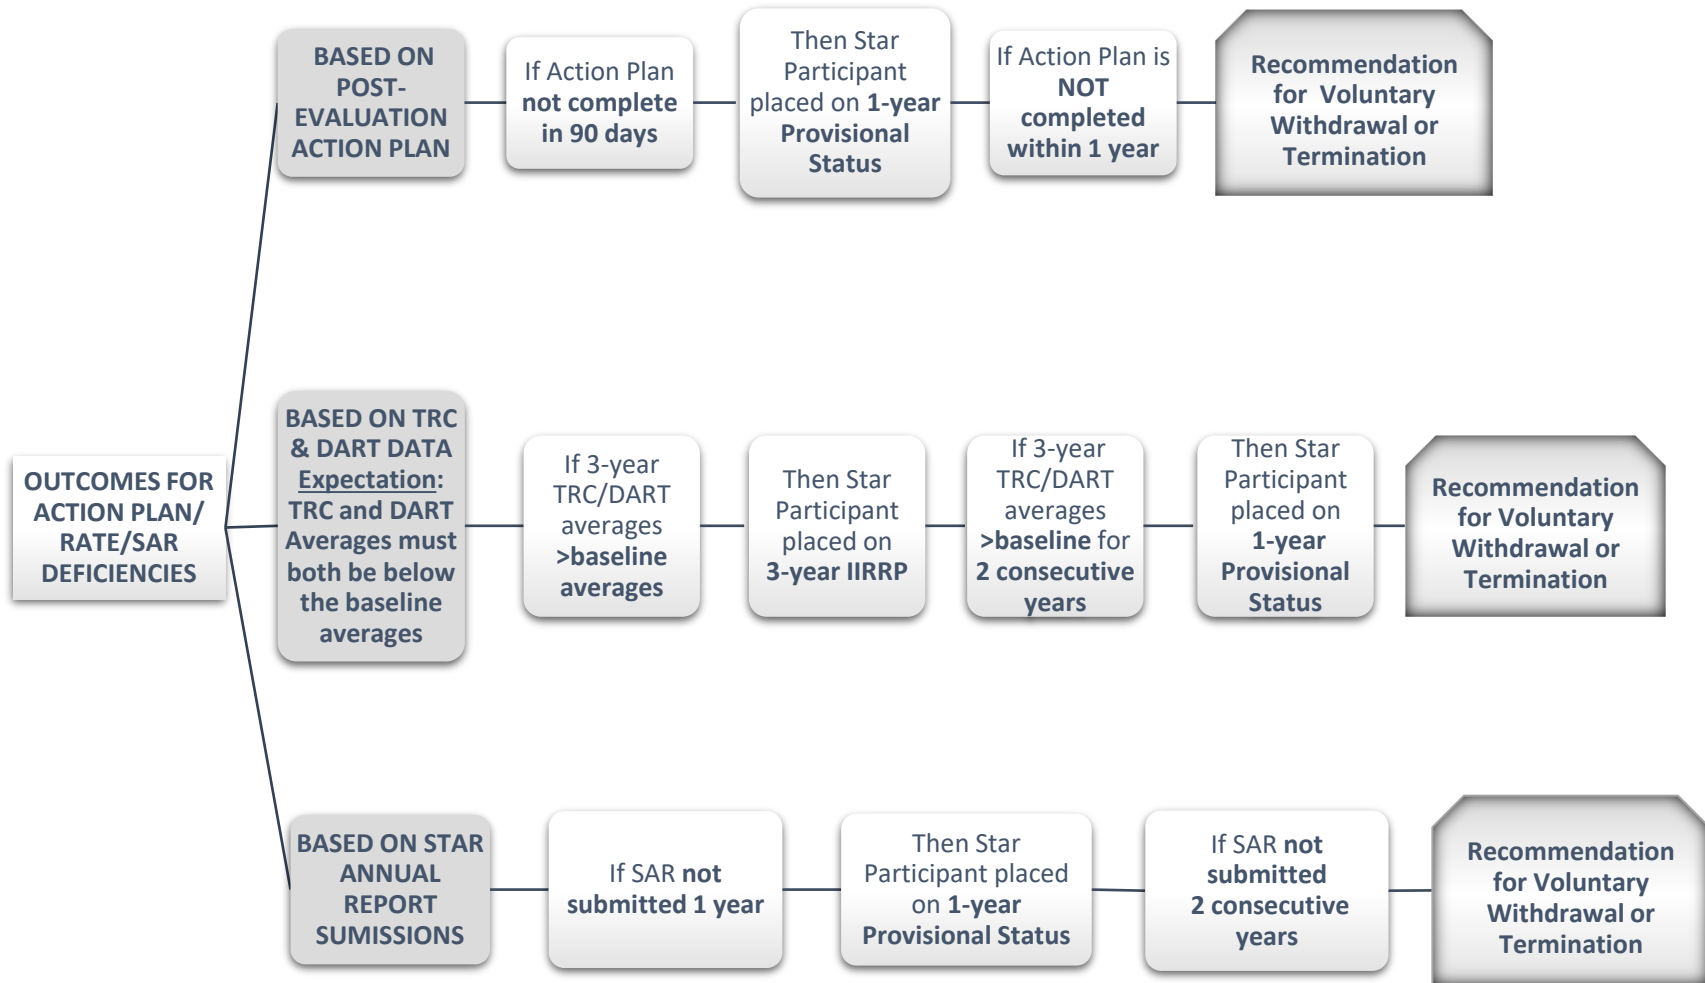 BASED ON
POST-
EVALUATION
ACTION PLAN
If Action Plan
not complete
in 90 days
Then Star
Participant
placed on 1-year
Provisional
Status
If Action Plan is
NOT
completed
within 1 year
Recommendation
for Voluntary
Withdrawal or
Termination
OUTCOMES FOR
ACTION PLAN/
RATE/SAR
DEFICIENCIES
BASED ON TRC
& DART DATA
Expectation:
TRC and DART
Averages must
both be below
the baseline
averages
If 3-year
TRC/DART
averages
>baseline
averages
Then Star
Participant
placed on
3-year IIRRP
If 3-year
TRC/DART
averages
>baseline for
2 consecutive
years
Then Star
Participant
placed on
1-year
Provisional
Status
Recommendation
for Voluntary
Withdrawal or
Termination
BASED ON STAR
ANNUAL
REPORT
SUMISSIONS
If SAR not
submitted 1 year
Then Star
Participant placed
on 1-year
Provisional Status
If SAR not
submitted
2 consecutive
years
Recommendation
for Voluntary
Withdrawal or
Termination